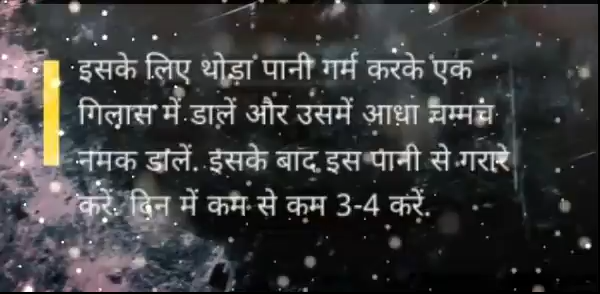 इसके लिए थोड़ा पानी गर्म करके एक
गिलास में डालें और उसमें आधा चम्मच
नमक डालें. इसके बाद इस पानी से गरारे
करें. दिन में कम से कम 3-4 करें.